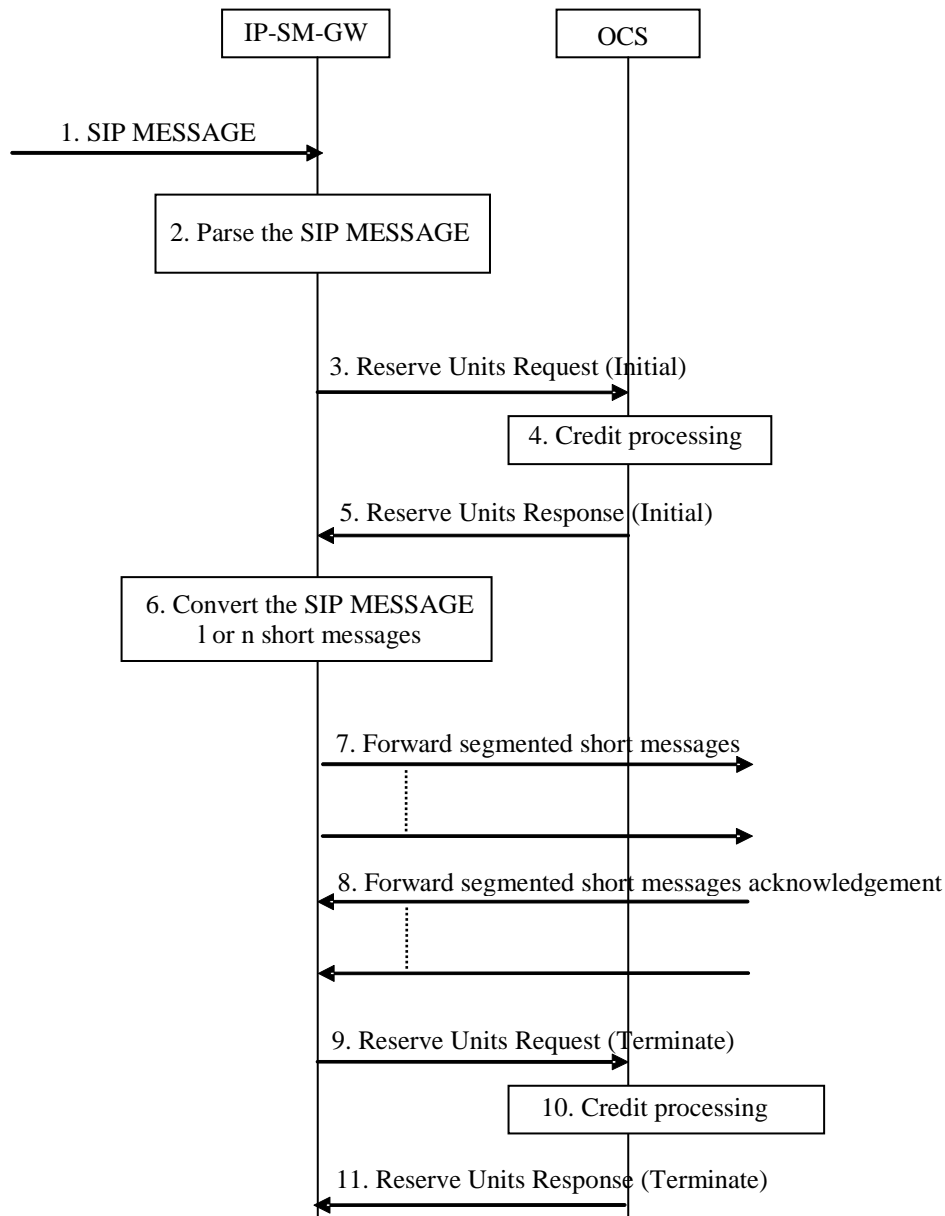 IP-SM-GW
OCS
1. SIP MESSAGE
2. Parse the SIP MESSAGE
3. Reserve Units Request (Initial)
4. Credit processing
5. Reserve Units Response (Initial)
6. Convert the SIP MESSAGE
1 or n short messages
7. Forward segmented short messages
8. Forward segmented short messages acknowledgement
9. Reserve Units Request (Terminate)
10. Credit processing
11. Reserve Units Response (Terminate)